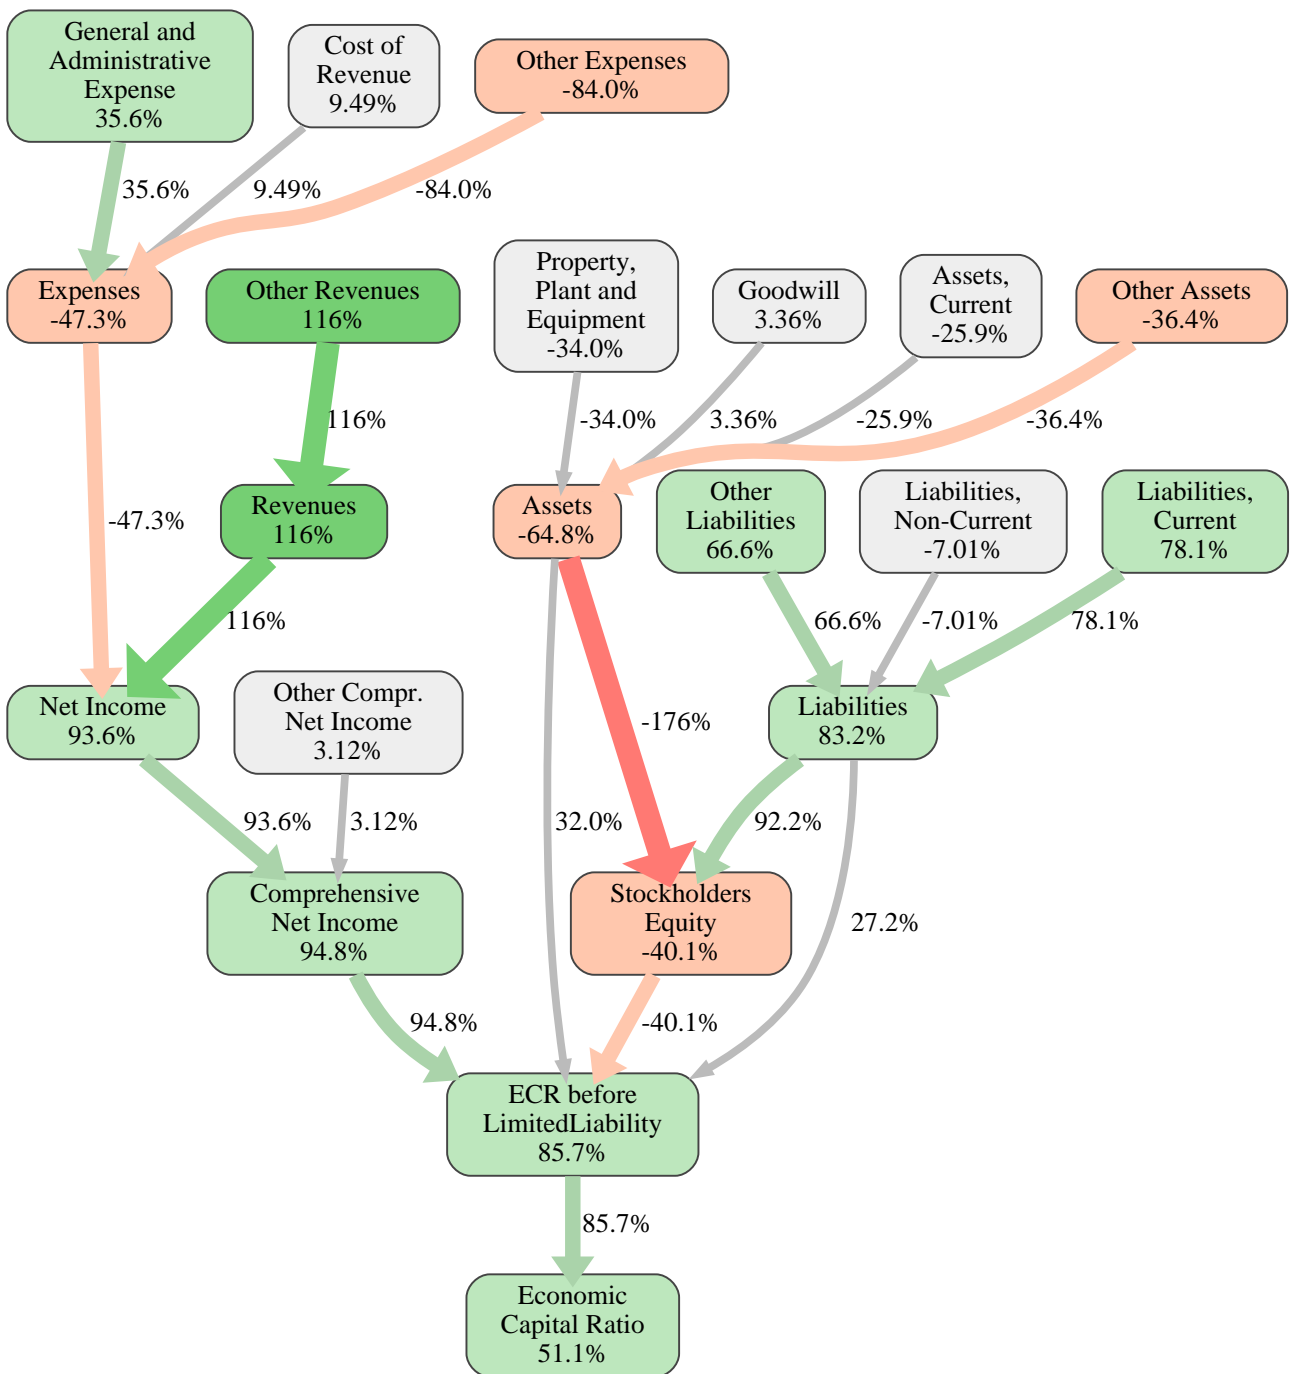 General and
Administrative
Expense
35.6%
Cost of
Revenue
9.49%
Other Expenses
-84.0%
35.6%
9.49%
-84.0%
Expenses
-47.3%
Other Revenues
116%
Property,
Plant and
Equipment
-34.0%
Goodwill
3.36%
Assets,
Current
-25.9%
Other Assets
-36.4%
116%
-34.0%
3.36%
-25.9%
-36.4%
-47.3%
Revenues
116%
Assets
-64.8%
Other
Liabilities
66.6%
Liabilities,
Non-Current
-7.01%
Liabilities,
Current
78.1%
116%
66.6%
-7.01%
78.1%
Net Income
93.6%
Other Compr.
Net Income
3.12%
-176%
Liabilities
83.2%
93.6%
3.12%
32.0%
92.2%
27.2%
Comprehensive
Net Income
94.8%
Stockholders
Equity
-40.1%
94.8%
-40.1%
ECR before
LimitedLiability
85.7%
85.7%
Economic
Capital Ratio
51.1%